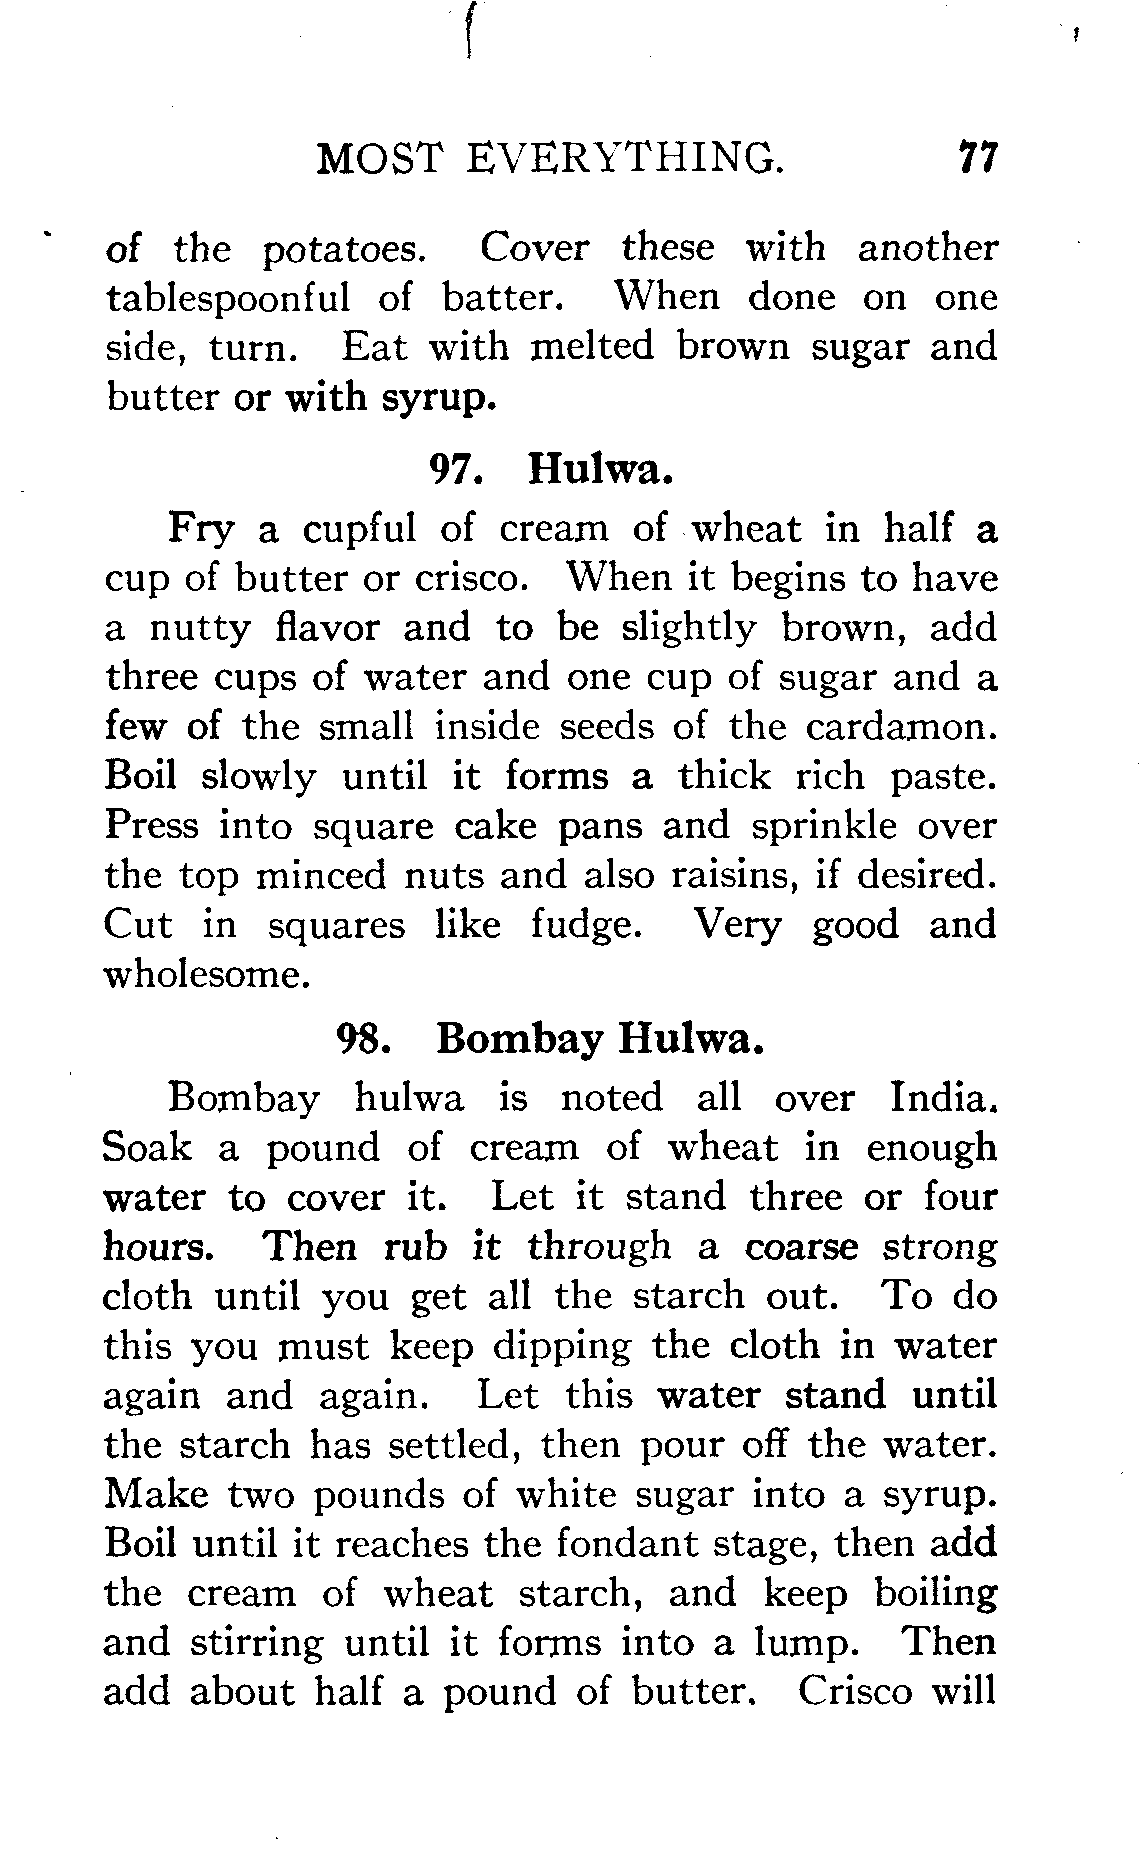 MOST EVERYTHING. 77
of the potatoes. Cover these with another
tablespoonful of batter. When done on one
side, turn. Eat with melted brown sugar and
butter or with syrup.
97. Hulwa.
Fry a cupful of cream of wheat in half a
cup of butter or crisco. When it begins to have
a nutty flavor and to be slightly brown, add
three cups of water and one cup of sugar and a
few of the small inside seeds of the cardamon.
Boil slowly until it forms a thick rich paste.
Press into square cake pans and sprinkle over
the top minced nuts and also raisins, if desired.
Cut in squares like fudge. Very good and
wholesome.
98. Bombay Hulwa.
Bombay hulwa is noted all over India.
Soak a pound of cream of wheat in enough
water to cover it. Let it stand three or four
hours. Then rub it through a coarse strong
cloth until you get all the starch out. To do
this you must keep dipping the cloth in water
again and again. Let this water stand until
the starch has settled, then pour off the water.
Make two pounds of white sugar into a syrup.
Boil until it reaches the fondant stage, then add
the cream of wheat starch, and keep boiling
and stirring until it forms into a lump. Then
add about half a pound of butter. Crisco will